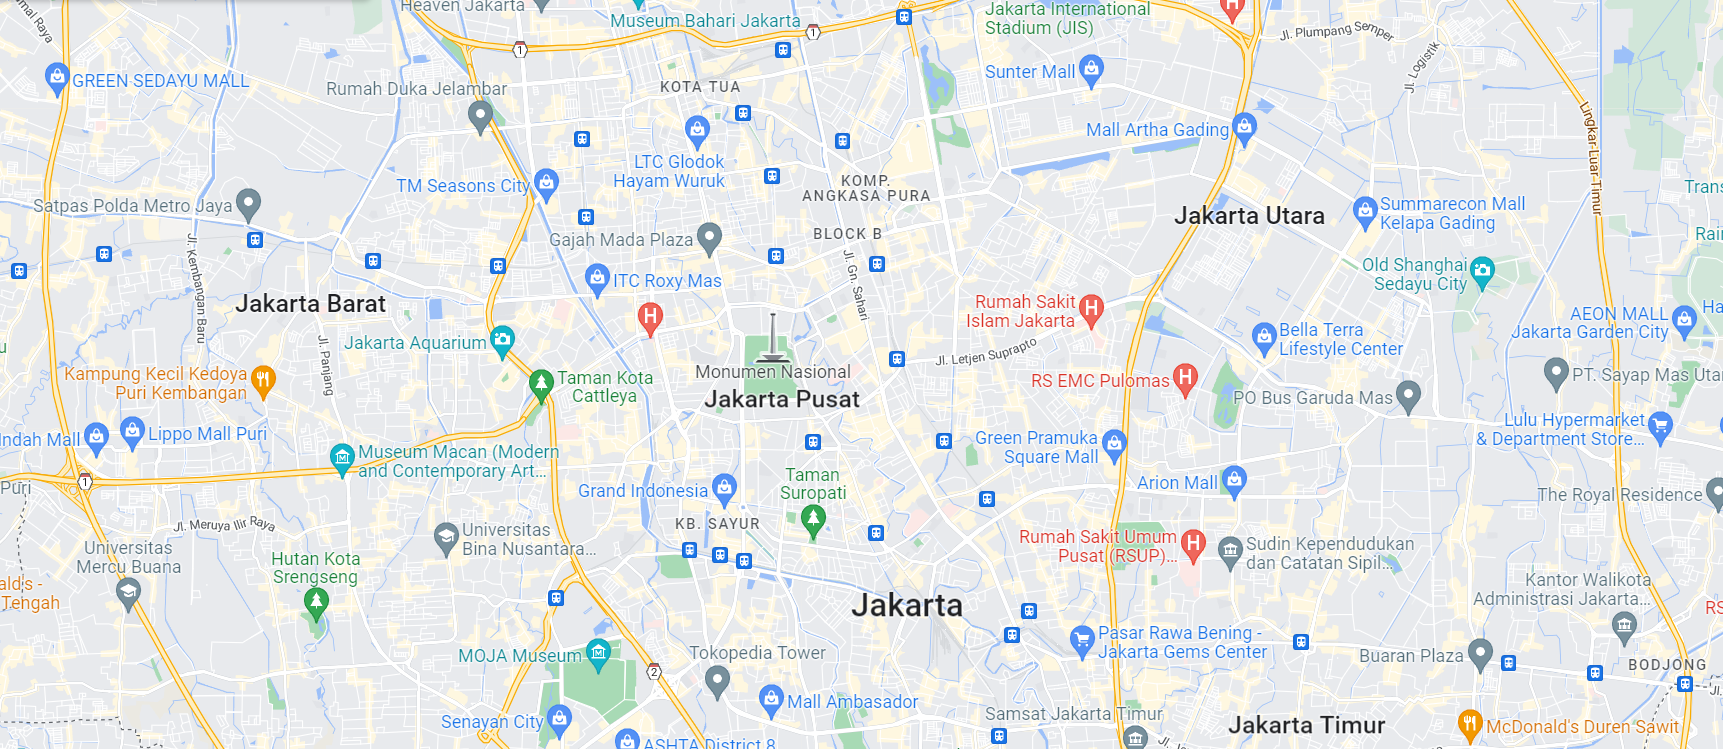 Heaven Jakarta
Museum Bahari Jakarta
1
Jakarta International
Stadium (JIS)
H
Jl. Plumpang Semper
Jl. Logistik
1
GREEN SEDAYU MALL
Rumah Duka Jelambar
KOTA TUA
Sunter Mall
Lingkar Luar Timur
Mall Artha Gading
LTC Glodok
Hayam Wuruk
TM Seasons City
KOMP.
ANGKASA PURA
Satpas Polda Metro Jaya
Jakarta Utara
Summarecon Mall
Kelapa Gading
Trans
BLOCK B
Gajah Mada Plaza
Jl. Kembangan Baru
Jl. Gn. Sahari
ITC Roxy Mas
Old Shanghai
Sedayu City
Jakarta Barat
Rumah Sakit
Islam Jakarta
H
H
AEON MALL
Jakarta Garden City
Bella Terra
Lifestyle Center
Jakarta Aquarium
Jl. Panjang
Jl. Letjen Suprapto
Monumen Nasional
Kampung Kecil Kedoya
Puri Kembangan
Taman Kota
Cattleya
Jakarta Pusat
RS EMC Pulomas
H
PO Bus Garuda Mas
PT. Sayap Mas Utar
Indah Mall
Lippo Mall Puri
Green Pramuka
Square Mall
Lulu Hypermarket
& Department Store...
Museum Macan (Modern
and Contemporary Art...
1
Puri
Taman
Suropati
Grand Indonesia
Arion Mall
The Royal Residence
KB. SAYUR
Jl. Meruya Ilir Raya
Universitas
Bina Nusantara...
Universitas
Mercu Buana
Hutan Kota
Srengseng
Rumah Sakit Umum
Pusat (RSUP)...
H
Sudin Kependudukan
dan Catatan Sipil...
ald's -
Tengah
Kantor Walikota
Administrasi Jakarta...
RS
Jakarta
Pasar Rawa Bening -
Jakarta Gems Center
MOJA Museum
2
Tokopedia Tower
Buaran Plaza
BODJONG
Mall Ambasador
Senayan City
Samsat Jakarta Timur
Jakarta Timur
McDonald's Duren Sawit
ASHTA District 8